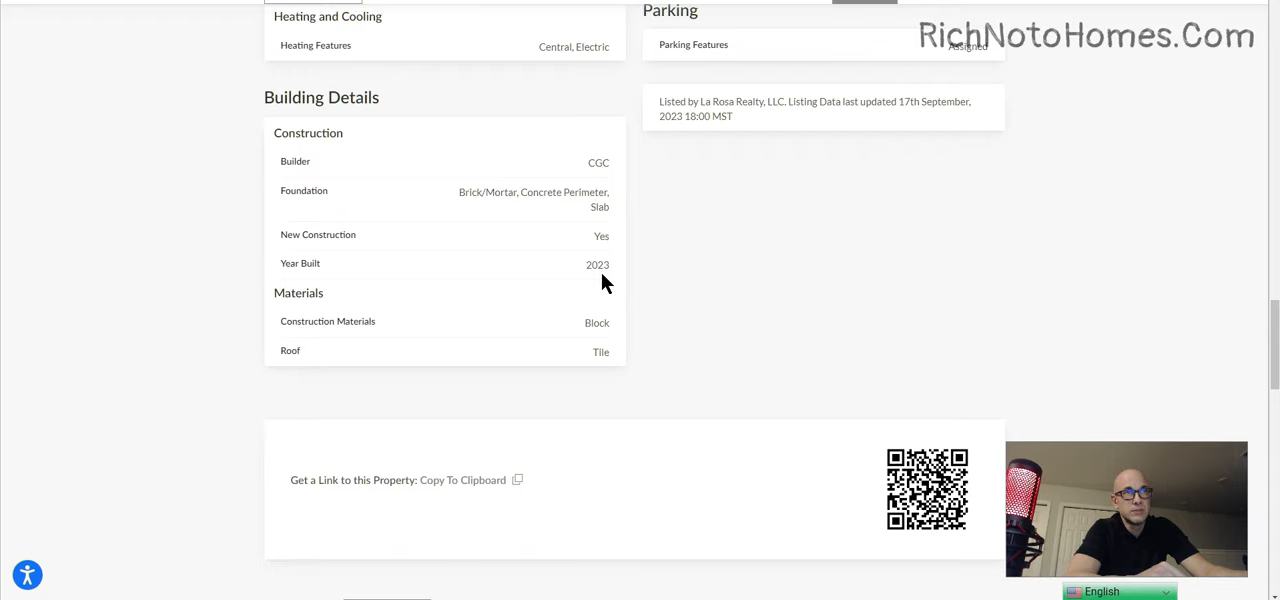 Heating and Cooling
Heating Features
Central, Electric
Parking
Parking Features
Assigned
RichNotoHomes.Com
Building Details
Construction
Builder
CGC
Foundation
Brick/Mortar, Concrete Perimeter,
Slab
New Construction
Yes
Year Built
2023
Materials
Construction Materials
Block
Roof
Tile
Listed by La Rosa Realty, LLC. Listing Data last updated 17th September,
2023 18:00 MST
Get a Link to this Property: Copy To Clipboard
English